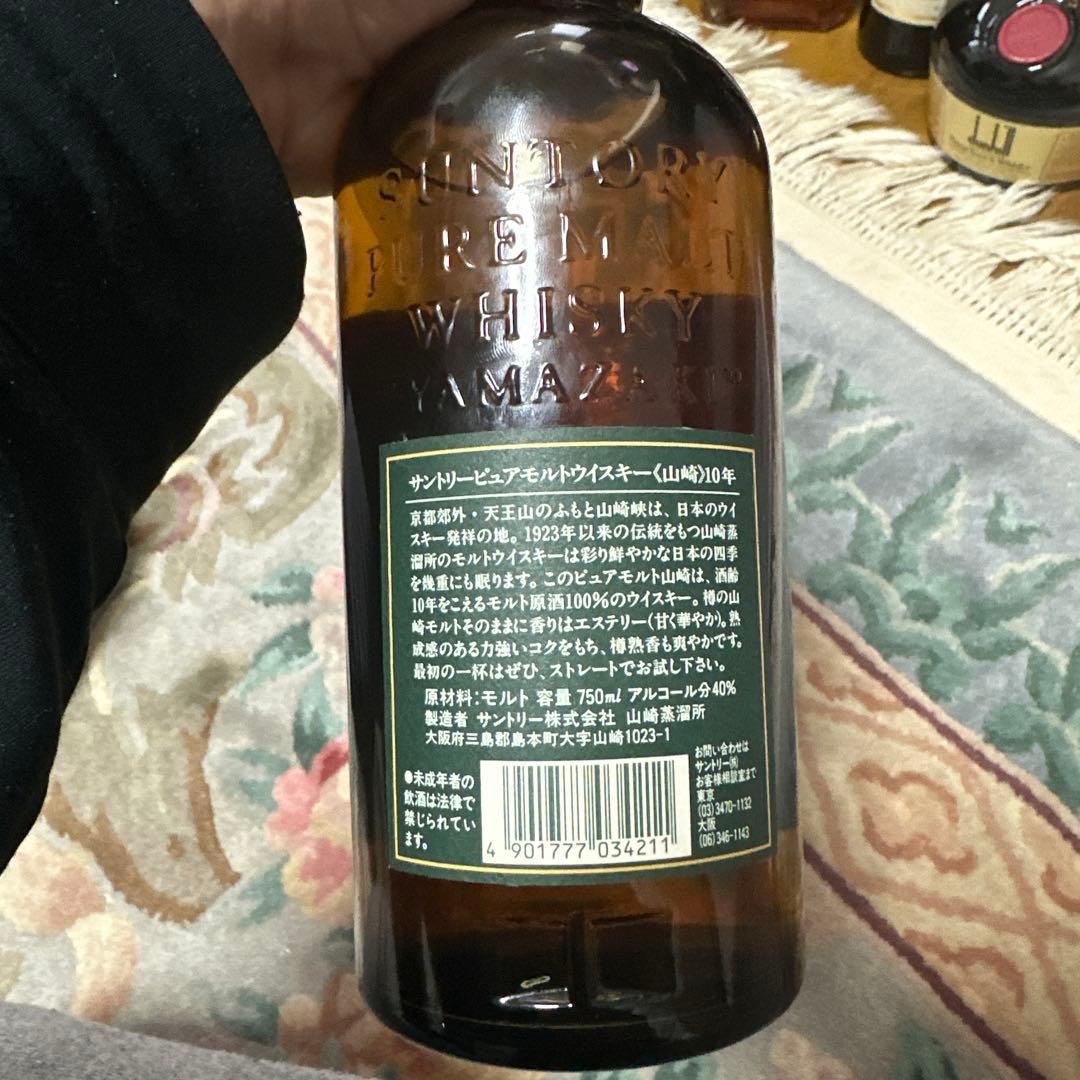 SUNTORY
PURE MALT
WHISKY
YAMAZAKI
サントリーピュアモルトウイスキー《山崎》10年
京都郊外・天王山のふもと山崎峡は、日本のウイ
スキー発祥の地。1923年以来の伝統をもつ山崎蒸
溜所のモルトウイスキーは彩り鮮やかな日本の四季
を幾重にも眠ります。このピュアモルト山崎は、酒齢
10年をこえるモルト原酒100%のウイスキー。樽の山
崎モルトそのままに香りはエステリー(甘く華やか)。熟
成感のある力強いコクをもち、樽熟香も爽やかです。
最初の一杯はぜひ、ストレートでお試し下さい。
原材料:モルト 容量 750ml アルコール分40%
製造者 サントリー株式会社 山崎蒸溜所
大阪府三島郡島本町大字山崎1023-1
●未成年者の
飲酒は法律で
禁じられてい
ます。
4 901777 034211
お問い合わせは
サントリー㈱
お客様相談室まで
東京
(03)3470-1132
大阪
(06)346-1143